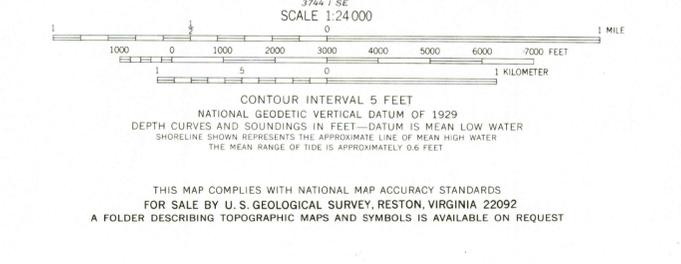 3744 I SE
SCALE 1:24 000
1 ½ 0 1 MILE
1000 0 1000 2000 3000 4000 5000 6000 7000 FEET
1 5 0 1 KILOMETER
CONTOUR INTERVAL 5 FEET
NATIONAL GEODETIC VERTICAL DATUM OF 1929
DEPTH CURVES AND SOUNDINGS IN FEET—DATUM IS MEAN LOW WATER
SHORELINE SHOWN REPRESENTS THE APPROXIMATE LINE OF MEAN HIGH WATER
THE MEAN RANGE OF TIDE IS APPROXIMATELY 0.6 FEET
THIS MAP COMPLIES WITH NATIONAL MAP ACCURACY STANDARDS
FOR SALE BY U. S. GEOLOGICAL SURVEY, RESTON, VIRGINIA 22092
A FOLDER DESCRIBING TOPOGRAPHIC MAPS AND SYMBOLS IS AVAILABLE ON REQUEST